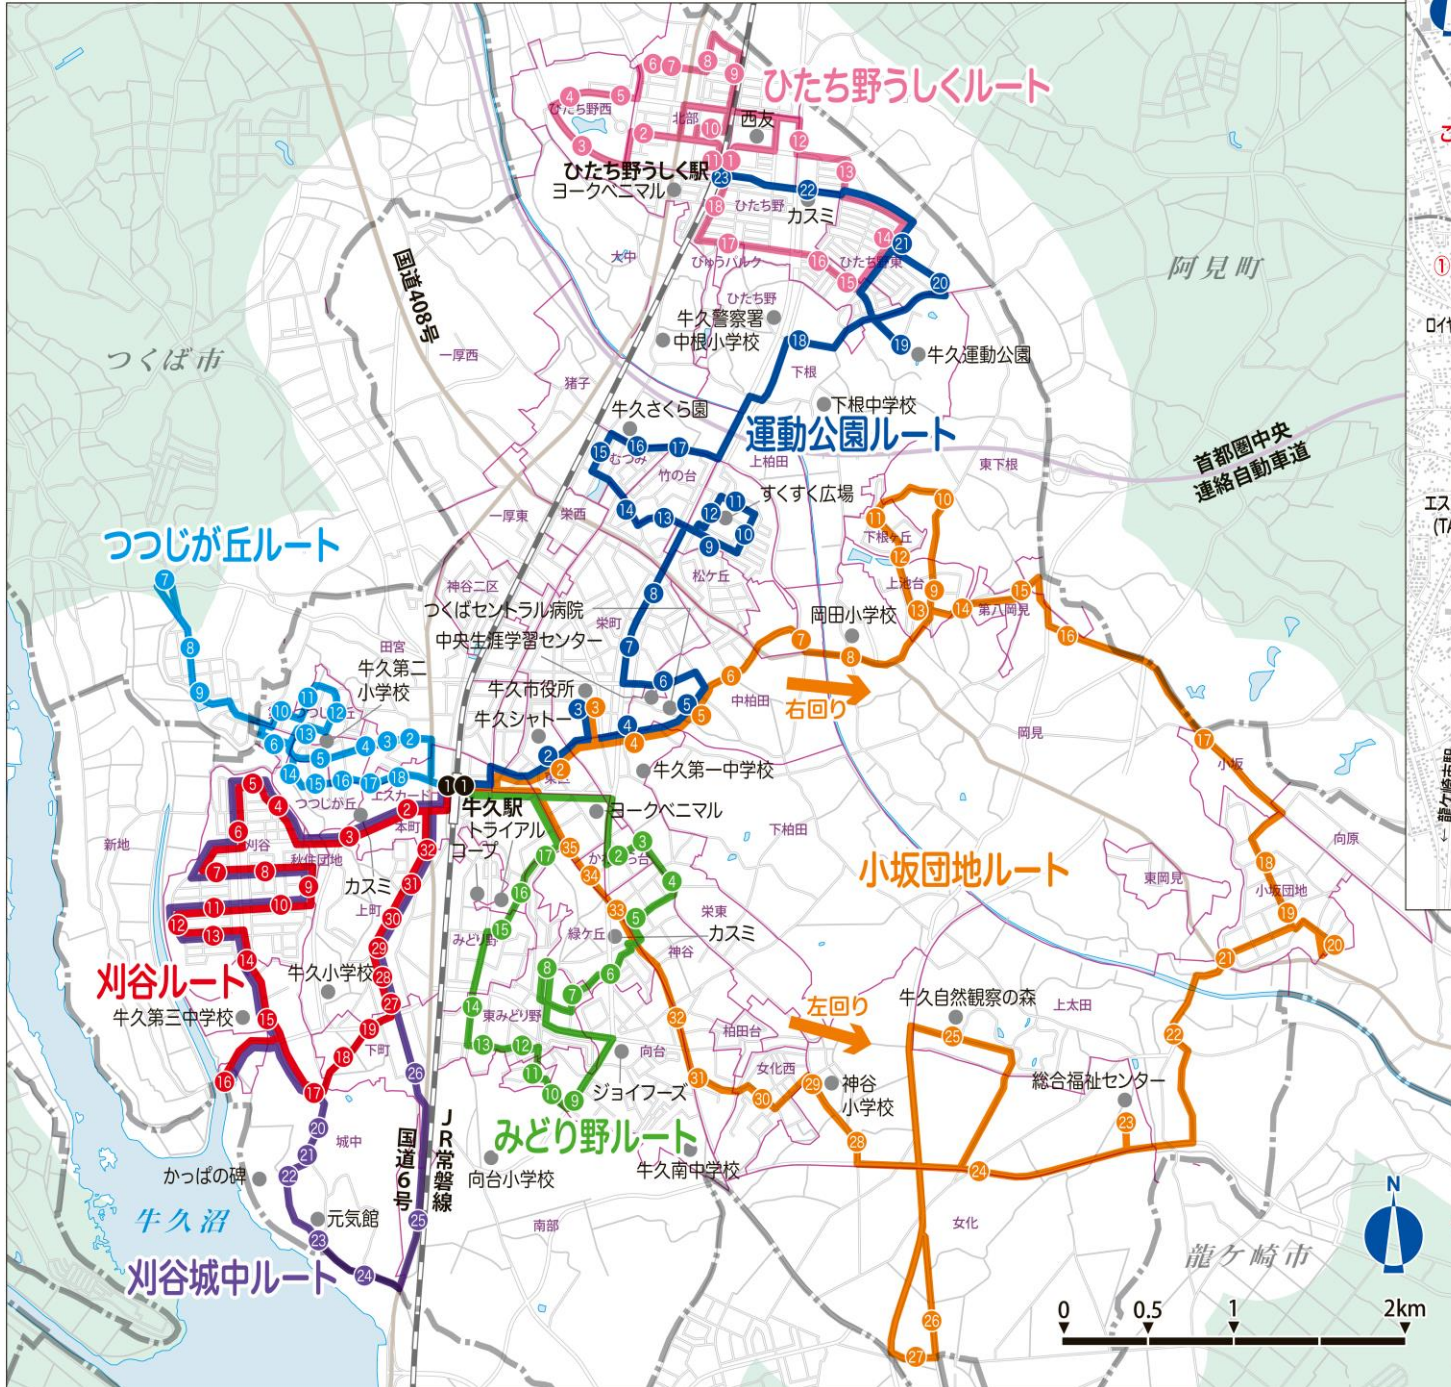 ひたち野うしくルート
ひたち野西
北部
西友
ひたち野うしく駅
ヨークベニマル
ひたち野
カスミ
国道408号
大中
びゅうパルク
ひたち野東
阿見町
ひたち野
牛久警察署
中根小学校
つくば市
一厚西
猪子
下根
牛久運動公園
牛久さくら園
下根中学校
運動公園ルート
むつみ
竹の台
上柏田
東下根
首都圏中央
連絡自動車道
すくすく広場
一厚東
栄西
下根ヶ丘
つつじが丘ルート
松ケ丘
神谷二区
上池台
つくばセントラル病院
栄町
岡田小学校
第八岡見
中央生涯学習センター
田宮
牛久第二
小学校
牛久市役所
中柏田
右回り
牛久シャトー
岡見
牛久第一中学校
小坂
つつじが丘
エスカード
牛久駅
ヨークベニマル
本町
トライアル
コープ
新地
刈谷
下柏田
向原
小坂団地ルート
カスミ
東岡見
小坂団地
上町
栄東
みどり野
緑ケ丘
カスミ
神谷
刈谷ルート
牛久小学校
牛久自然観察の森
左回り
上太田
牛久第三中学校
東みどり野
柏田台
下町
向台
女化西
総合福祉センター
ジョイフーズ
神谷
小学校
みどり野ルート
城中
JR常磐線
国道6号
かっぱの碑
向台小学校
牛久南中学校
牛久沼
元気館
南部
女化
龍ケ崎市
刈谷城中ルート
N
0 0.5 1 2km